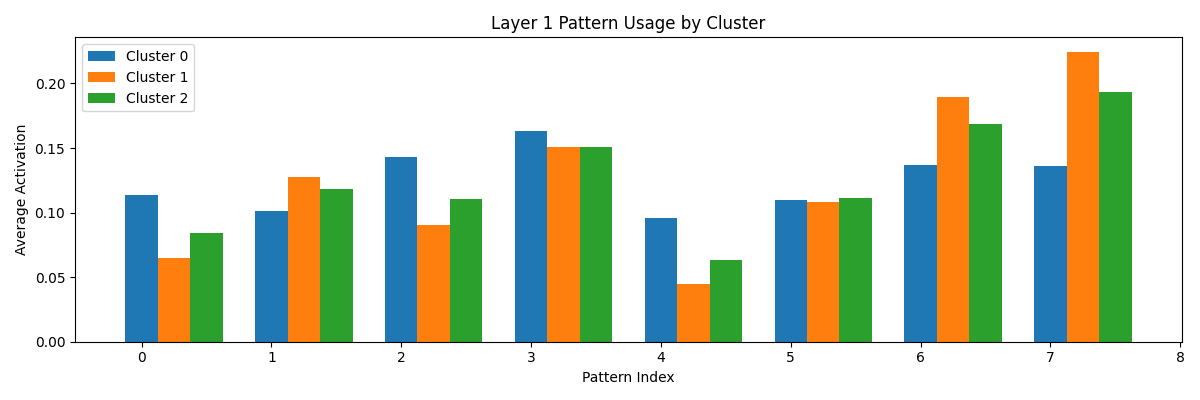 Layer 1 Pattern Usage by Cluster
Cluster 0
Cluster 1
Cluster 2
Average Activation
0.20
0.15
0.10
0.05
0.00
0 1 2 3 4 5 6 7 8
Pattern Index